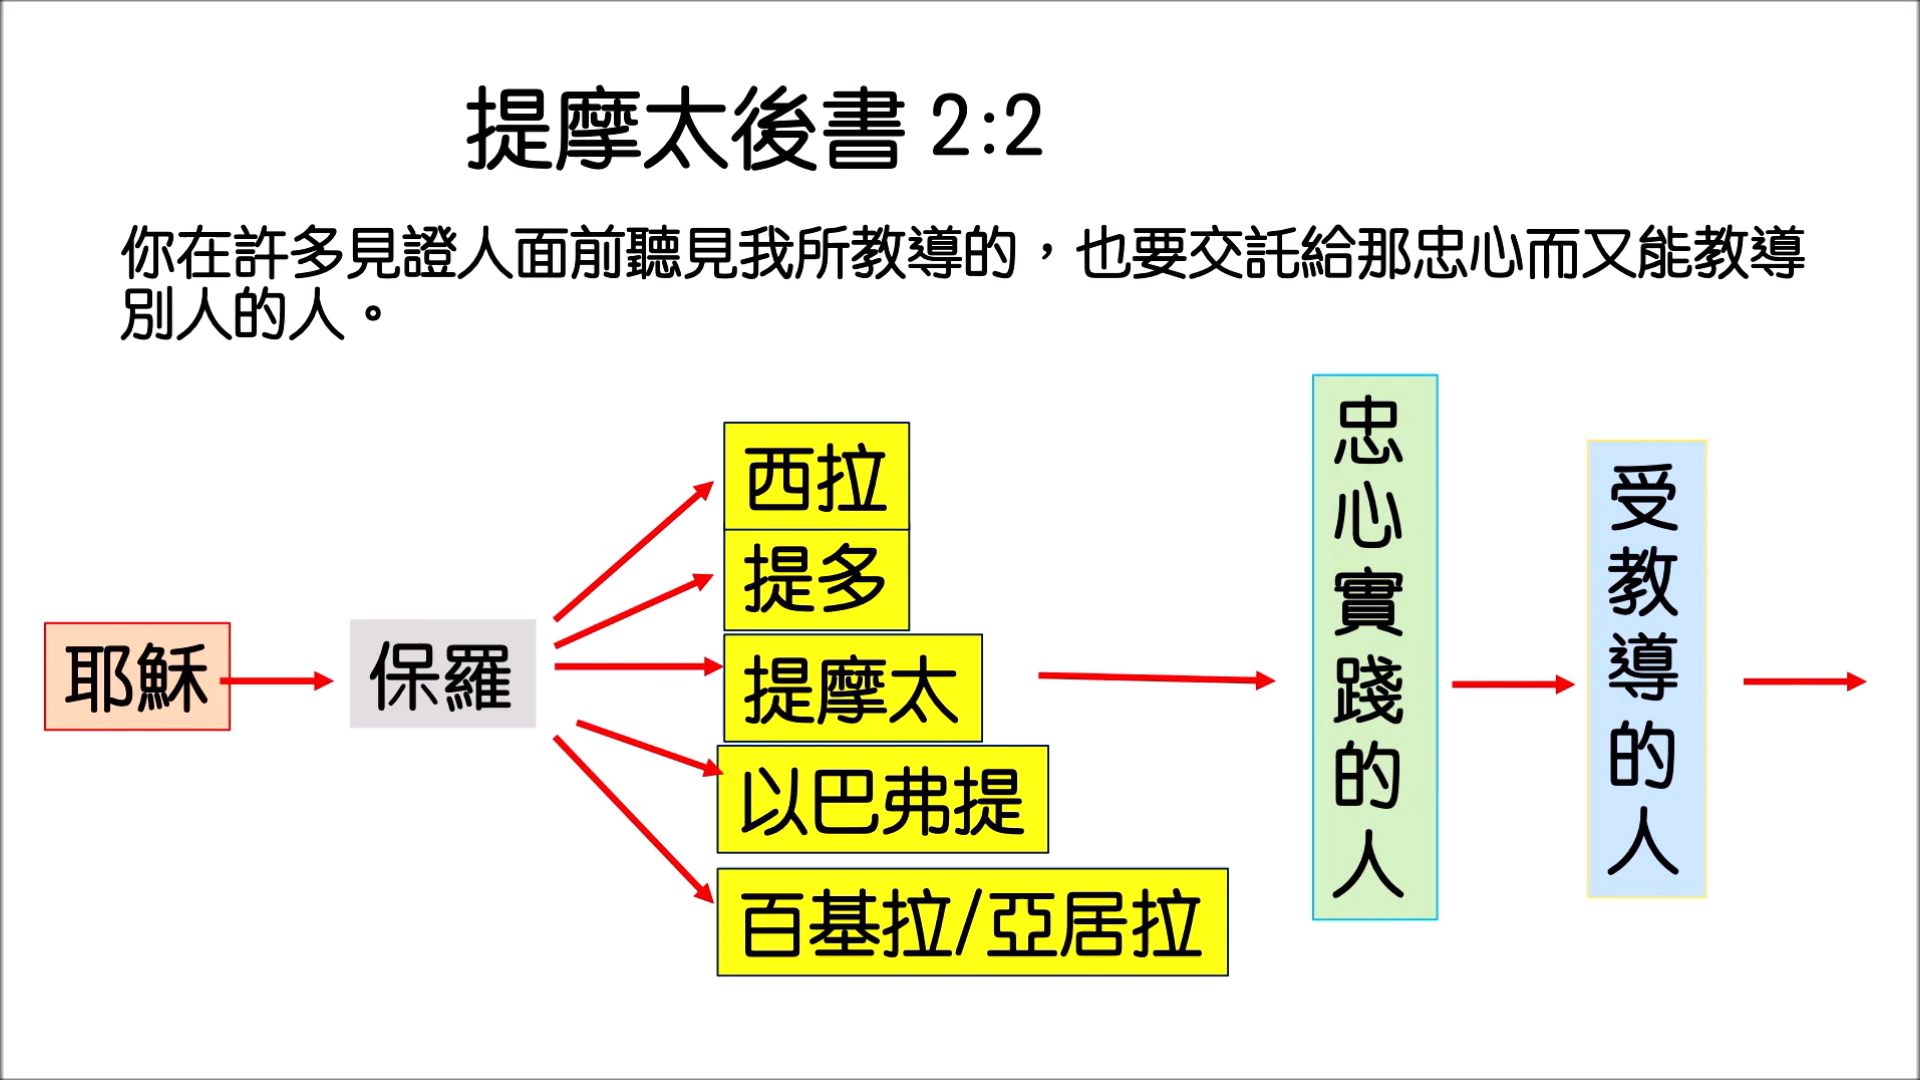 提摩太後書 2:2
你在許多見證人面前聽見我所教導的，也要交託給那忠心而又能教導
別人的人。
耶穌
保羅
西拉
提多
提摩太
以巴弗提
百基拉/亞居拉
忠心實踐的人
受教導的人